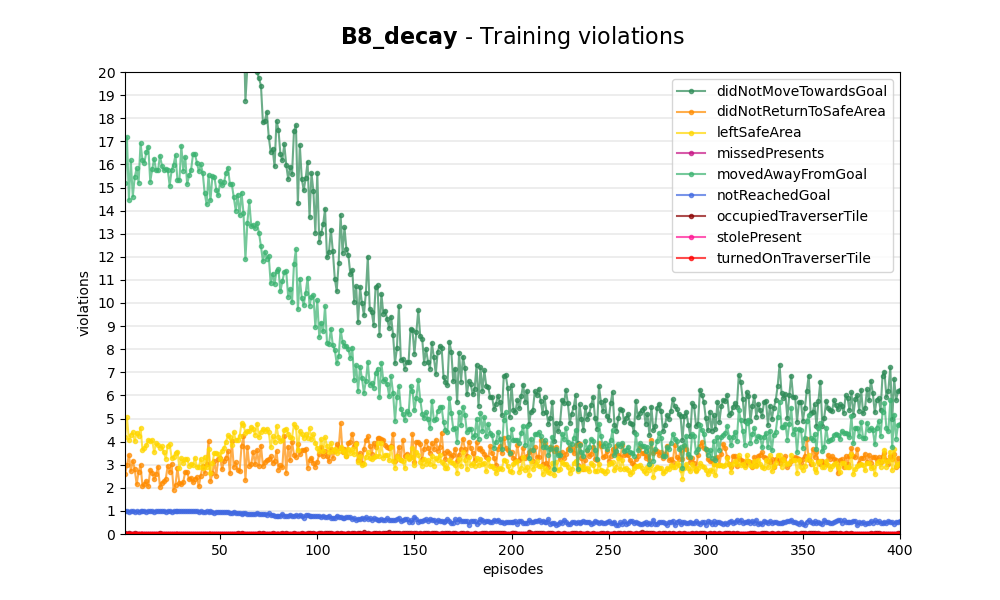 B8_decay - Training violations
violations
20
19
18
17
16
15
14
13
12
11
10
9
8
7
6
5
4
3
2
1
0
didNotMoveTowardsGoal
didNotReturnToSafeArea
leftSafeArea
missedPresents
movedAwayFromGoal
notReachedGoal
occupiedTraverserTile
stolePresent
turnedOnTraverserTile
50 100 150 200 250 300 350 400
episodes